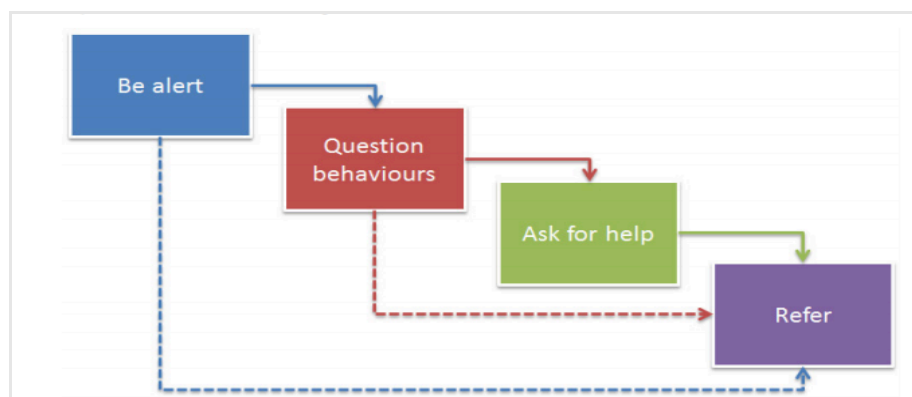 Be alert
Question
behaviours
Ask for help
Refer